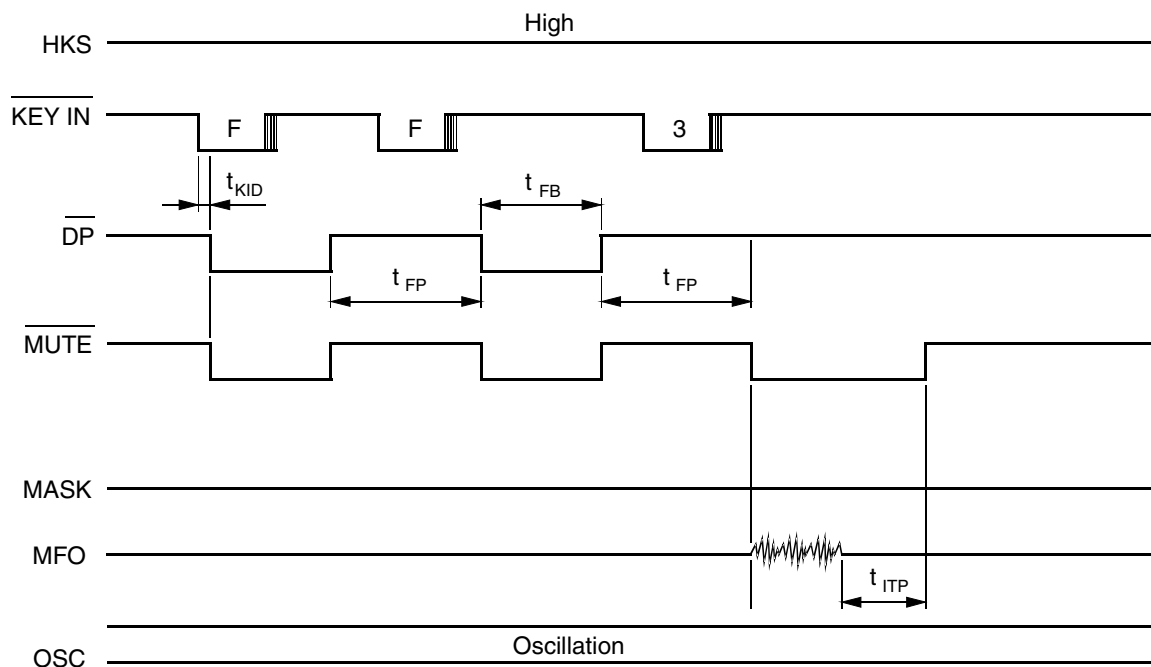 High
HKS
KEY IN
F
F
3
tKID
tFB
DP
tFP
tFP
MUTE
MASK
MFO
tITP
Oscillation
OSC